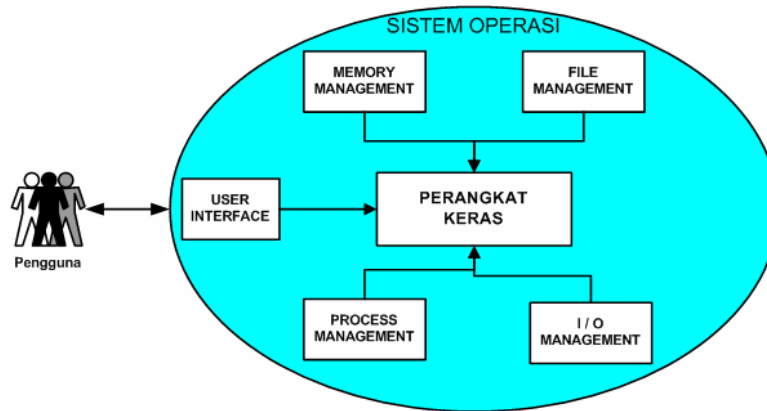 SISTEM OPERASI
MEMORY
MANAGEMENT
FILE
MANAGEMENT
USER
INTERFACE
PERANGKAT
KERAS
Pengguna
PROCESS
MANAGEMENT
I / O
MANAGEMENT